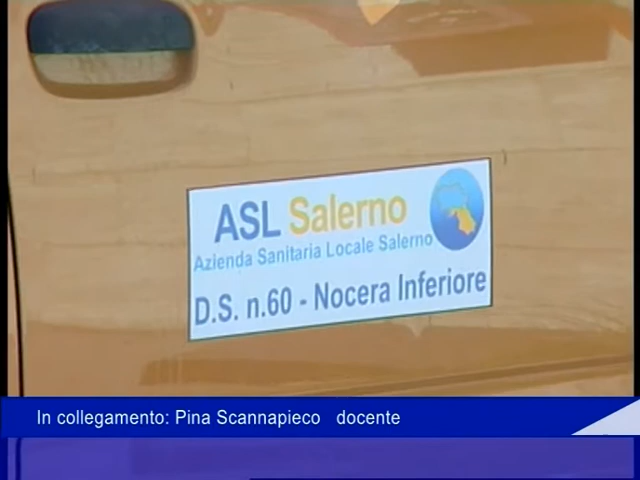 ASL Salerno
Azienda Sanitaria Locale Salerno
D.S. n.60 - Nocera Inferiore
In collegamento: Pina Scannapieco docente